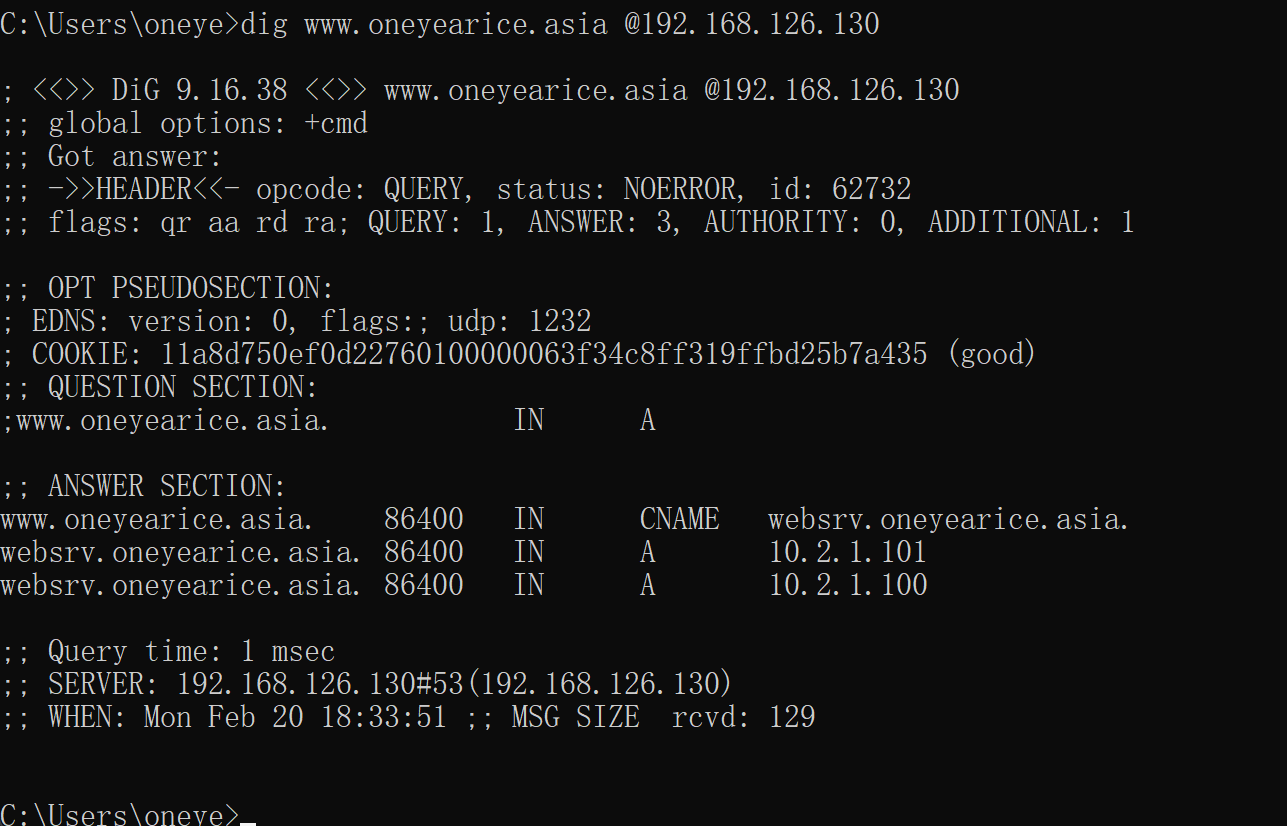 C:\Users\oneye>dig www.oneyearice.asia @192.168.126.130
; <<>> DiG 9.16.38 <<>> www.oneyearice.asia @192.168.126.130
;; global options: +cmd
;; Got answer:
;; ->>HEADER<<- opcode: QUERY, status: NOERROR, id: 62732
;; flags: qr aa rd ra; QUERY: 1, ANSWER: 3, AUTHORITY: 0, ADDITIONAL: 1
;; OPT PSEUDOSECTION:
; EDNS: version: 0, flags:; udp: 1232
; COOKIE: 11a8d750ef0d22760100000063f34c8ff319ffbd25b7a435 (good)
;; QUESTION SECTION:
;www.oneyearice.asia. IN A
;; ANSWER SECTION:
www.oneyearice.asia. 86400 IN CNAME websrv.oneyearice.asia.
websrv.oneyearice.asia. 86400 IN A 10.2.1.101
websrv.oneyearice.asia. 86400 IN A 10.2.1.100
;; Query time: 1 msec
;; SERVER: 192.168.126.130#53(192.168.126.130)
;; WHEN: Mon Feb 20 18:33:51 ;; MSG SIZE rcvd: 129
C:\Users\oneye>_